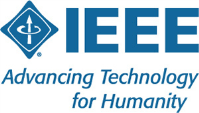 IEEE
®
Advancing Technology
for Humanity